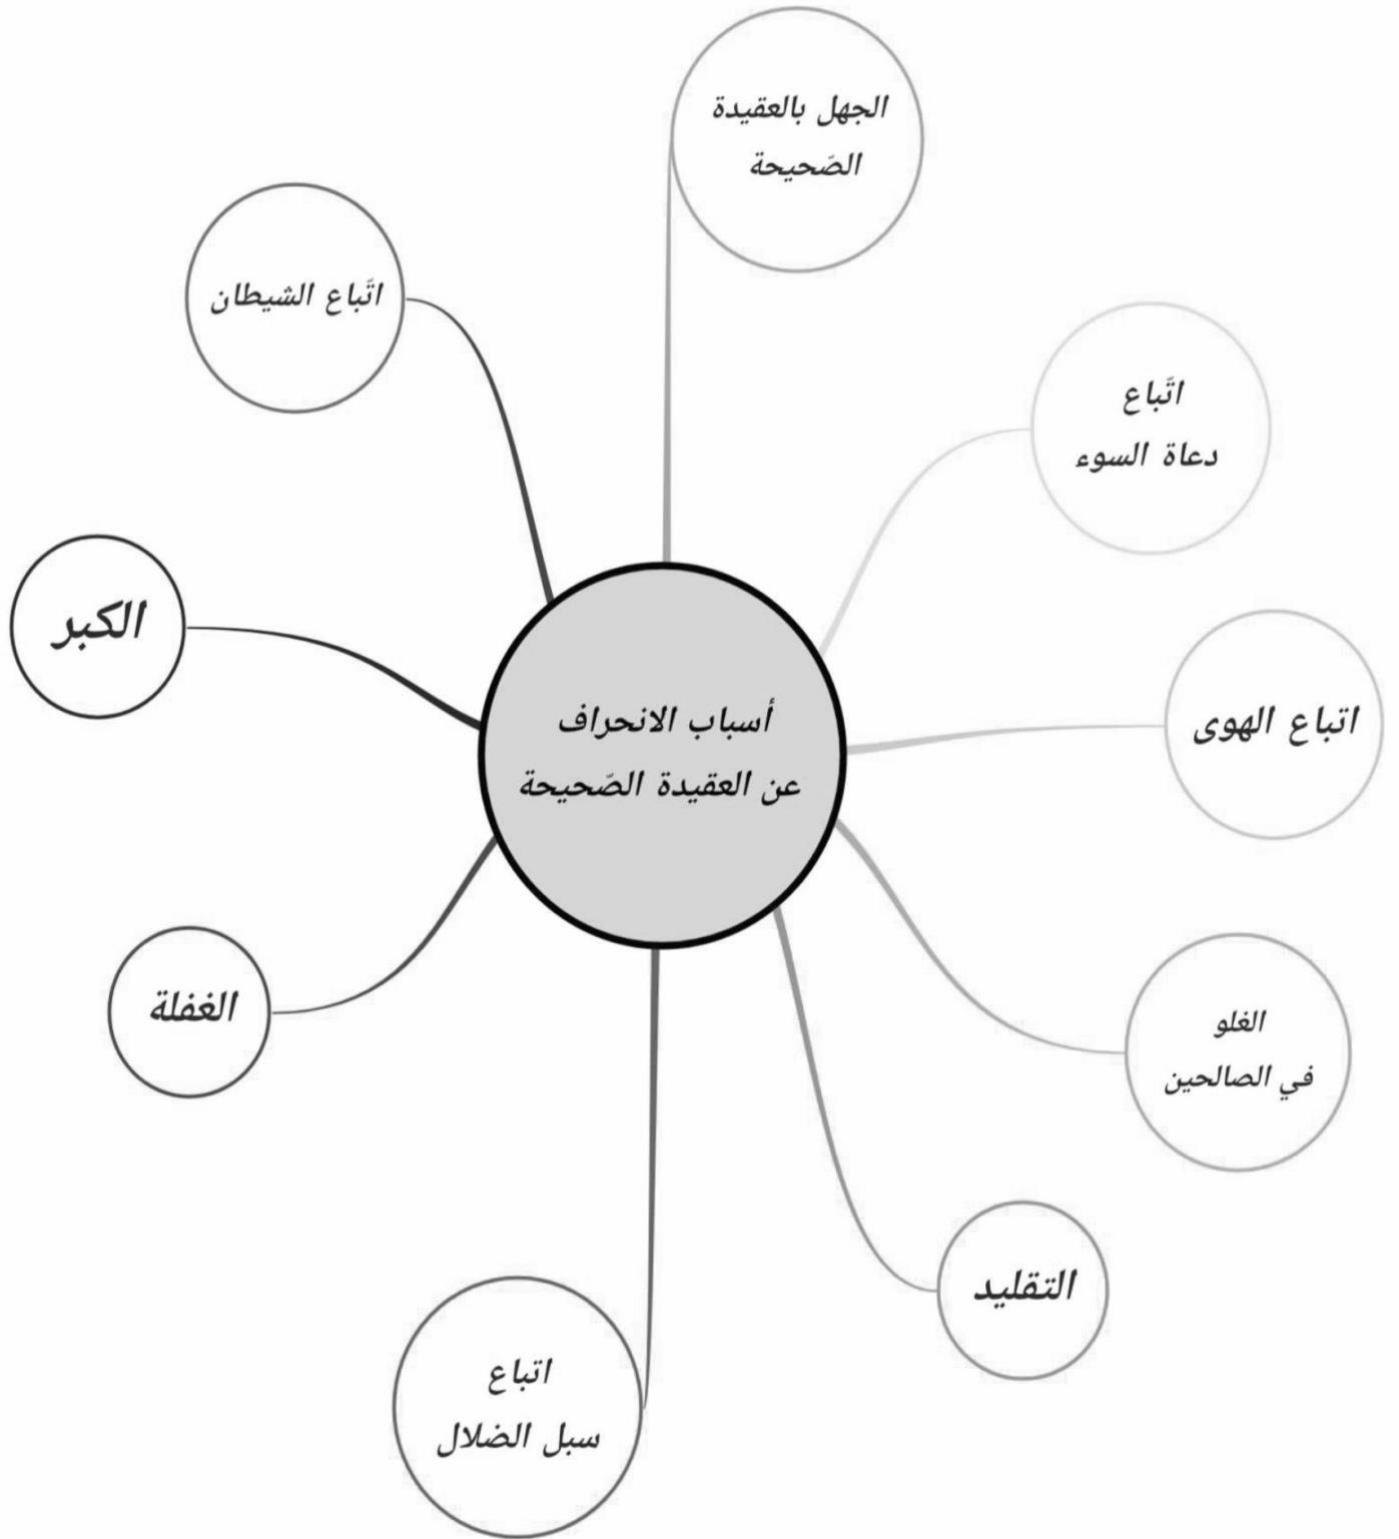 أسباب الانحراف
عن العقيدة الصّحيحة
الجهل بالعقيدة
الصَحيحة
اتَّباع
دعاة السوء
اتباع الهوى
الغلو
في الصالحين
التقليد
اتباع
سبل الضلال
الغفلة
الكبر
اتَّباع الشيطان